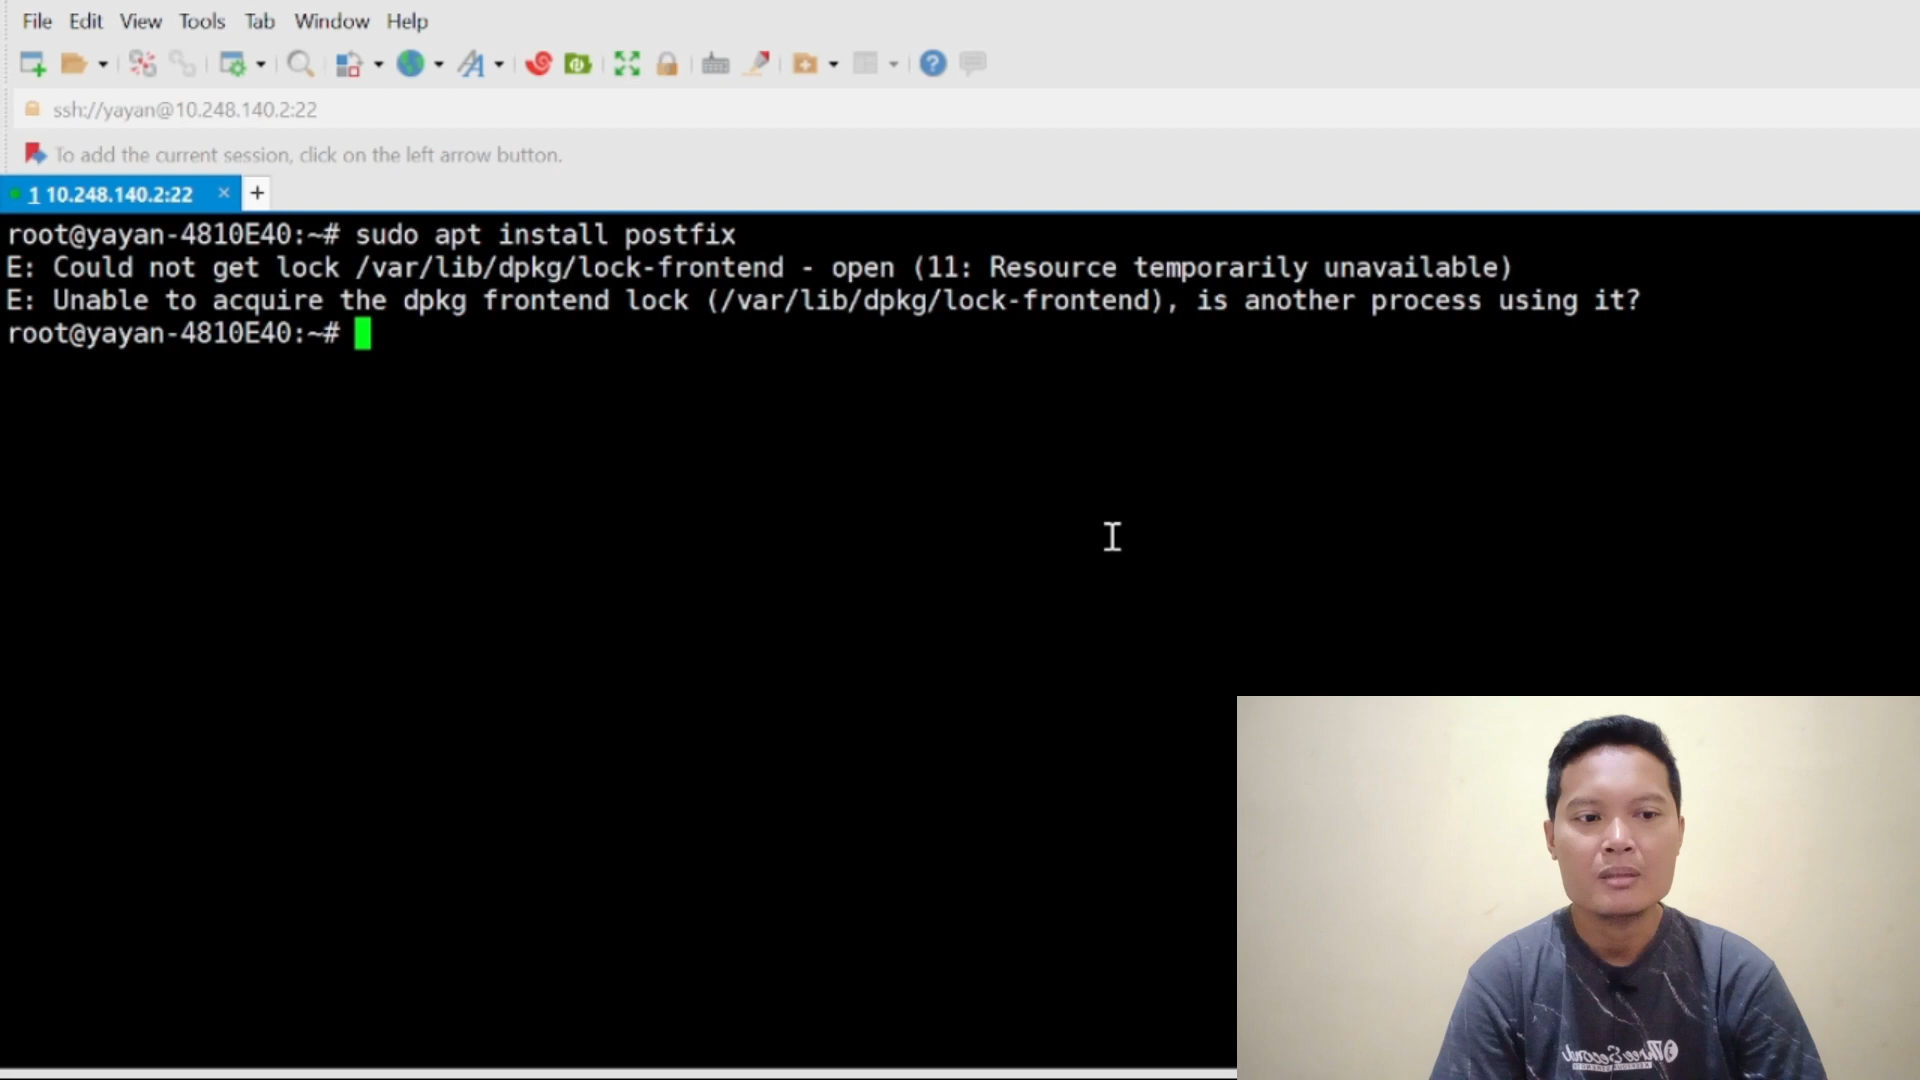 File Edit View Tools Tab Window Help
ssh://yayan@10.248.140.2:22
To add the current session, click on the left arrow button.
1 10.248.140.2:22 × +
root@yayan-4810E40:~# sudo apt install postfix
E: Could not get lock /var/lib/dpkg/lock-frontend - open (11: Resource temporarily unavailable)
E: Unable to acquire the dpkg frontend lock (/var/lib/dpkg/lock-frontend), is another process using it?
root@yayan-4810E40:~#
Three Second